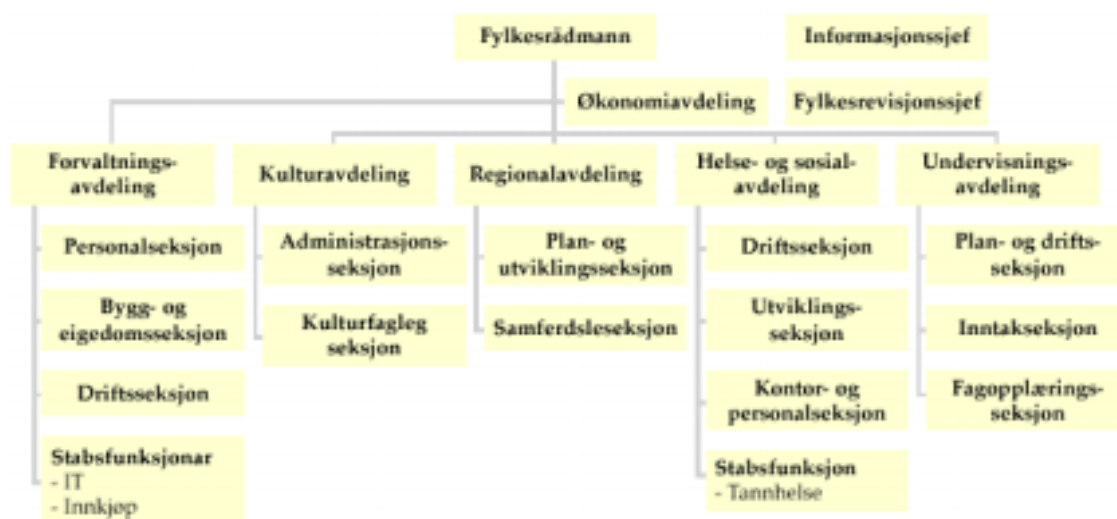 Fylkesrådmann
Informasjonssjef
Økonomiavdeling
Fylkesrevisjonssjef
Forvaltnings-
avdeling
Kulturavdeling
Regionalavdeling
Helse- og sosial-
avdeling
Undervisnings-
avdeling
Personalseksjon
Bygg- og
eigedomsseksjon
Driftsseksjon
Stabsfunksjonar
- IT
- Innkjøp
Administrasjons-
seksjon
Kulturfagleg
seksjon
Plan- og
utviklingsseksjon
Samferdsleseksjon
Driftsseksjon
Utviklings-
seksjon
Kontor- og
personalseksjon
Stabsfunksjon
- Tannhelse
Plan- og drifts-
seksjon
Inntakseksjon
Fagopplærings-
seksjon